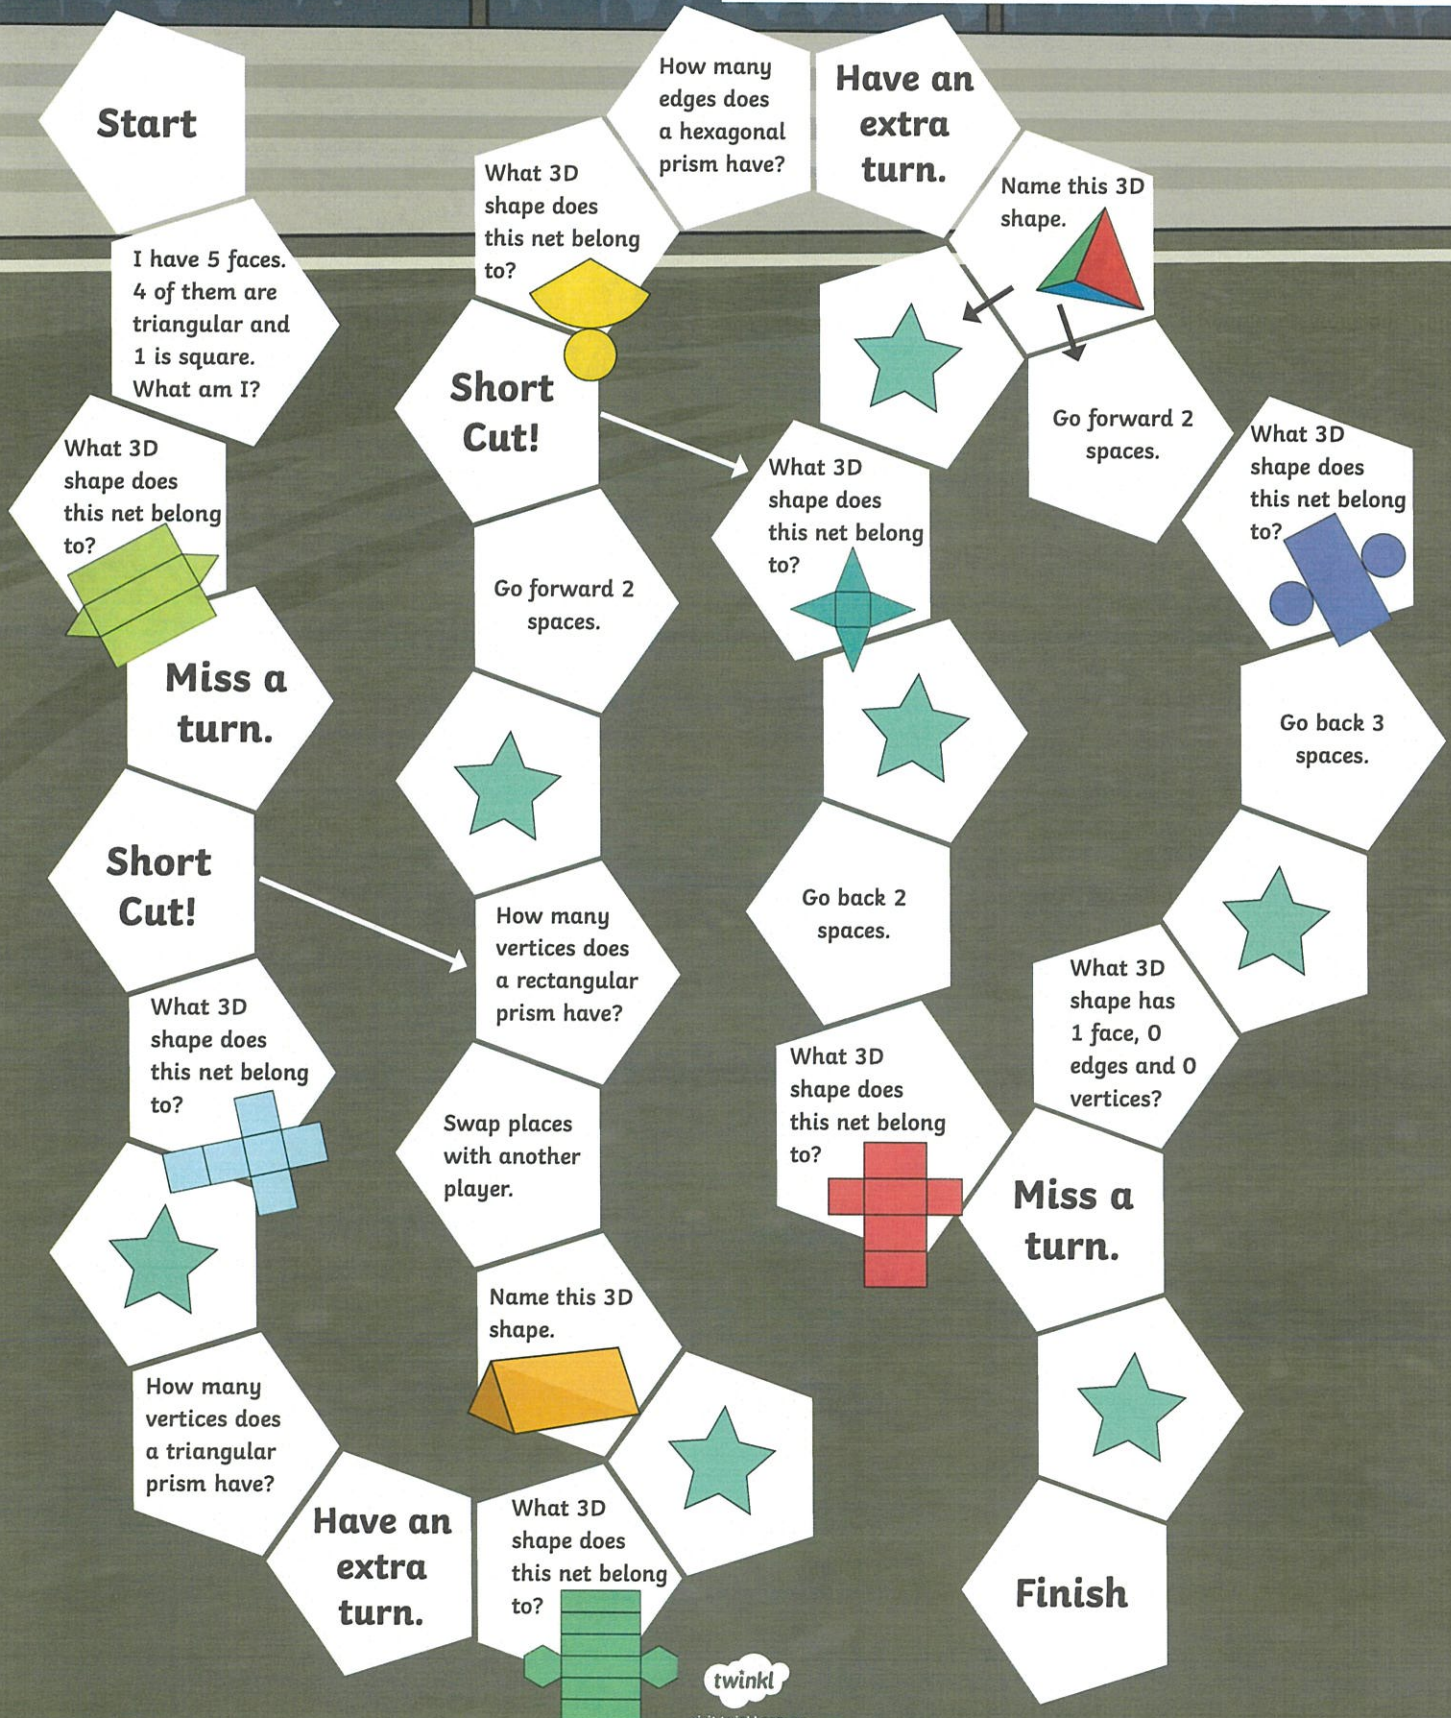 Start
I have 5 faces.
4 of them are
triangular and
1 is square.
What am I?
What 3D
shape does
this net belong
to?
Miss a
turn.
Short
Cut!
What 3D
shape does
this net belong
to?
How many
vertices does
a triangular
prism have?
Have an
extra
turn.
What 3D
shape does
this net belong
to?
Name this 3D
shape.
Swap places
with another
player.
How many
vertices does
a rectangular
prism have?
Go forward 2
spaces.
Short
Cut!
What 3D
shape does
this net belong
to?
How many
edges does
a hexagonal
prism have?
Have an
extra
turn.
Name this 3D
shape.
What 3D
shape does
this net belong
to?
Go back 2
spaces.
What 3D
shape does
this net belong
to?
Go forward 2
spaces.
What 3D
shape does
this net belong
to?
Go back 3
spaces.
What 3D
shape has
1 face, 0
edges and 0
vertices?
Miss a
turn.
Finish
twinkl